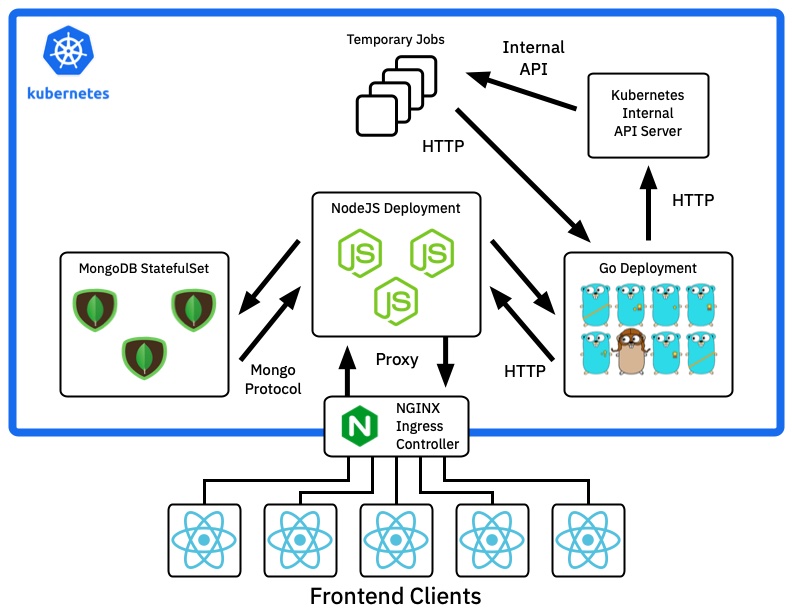 kubernetes
Temporary Jobs
Internal
API
Kubernetes
Internal
API Server
HTTP
HTTP
NodeJS Deployment
JS
JS
JS
MongoDB StatefulSet
Go Deployment
Mongo
Protocol
Proxy
HTTP
N
NGINX
Ingress
Controller
Frontend Clients